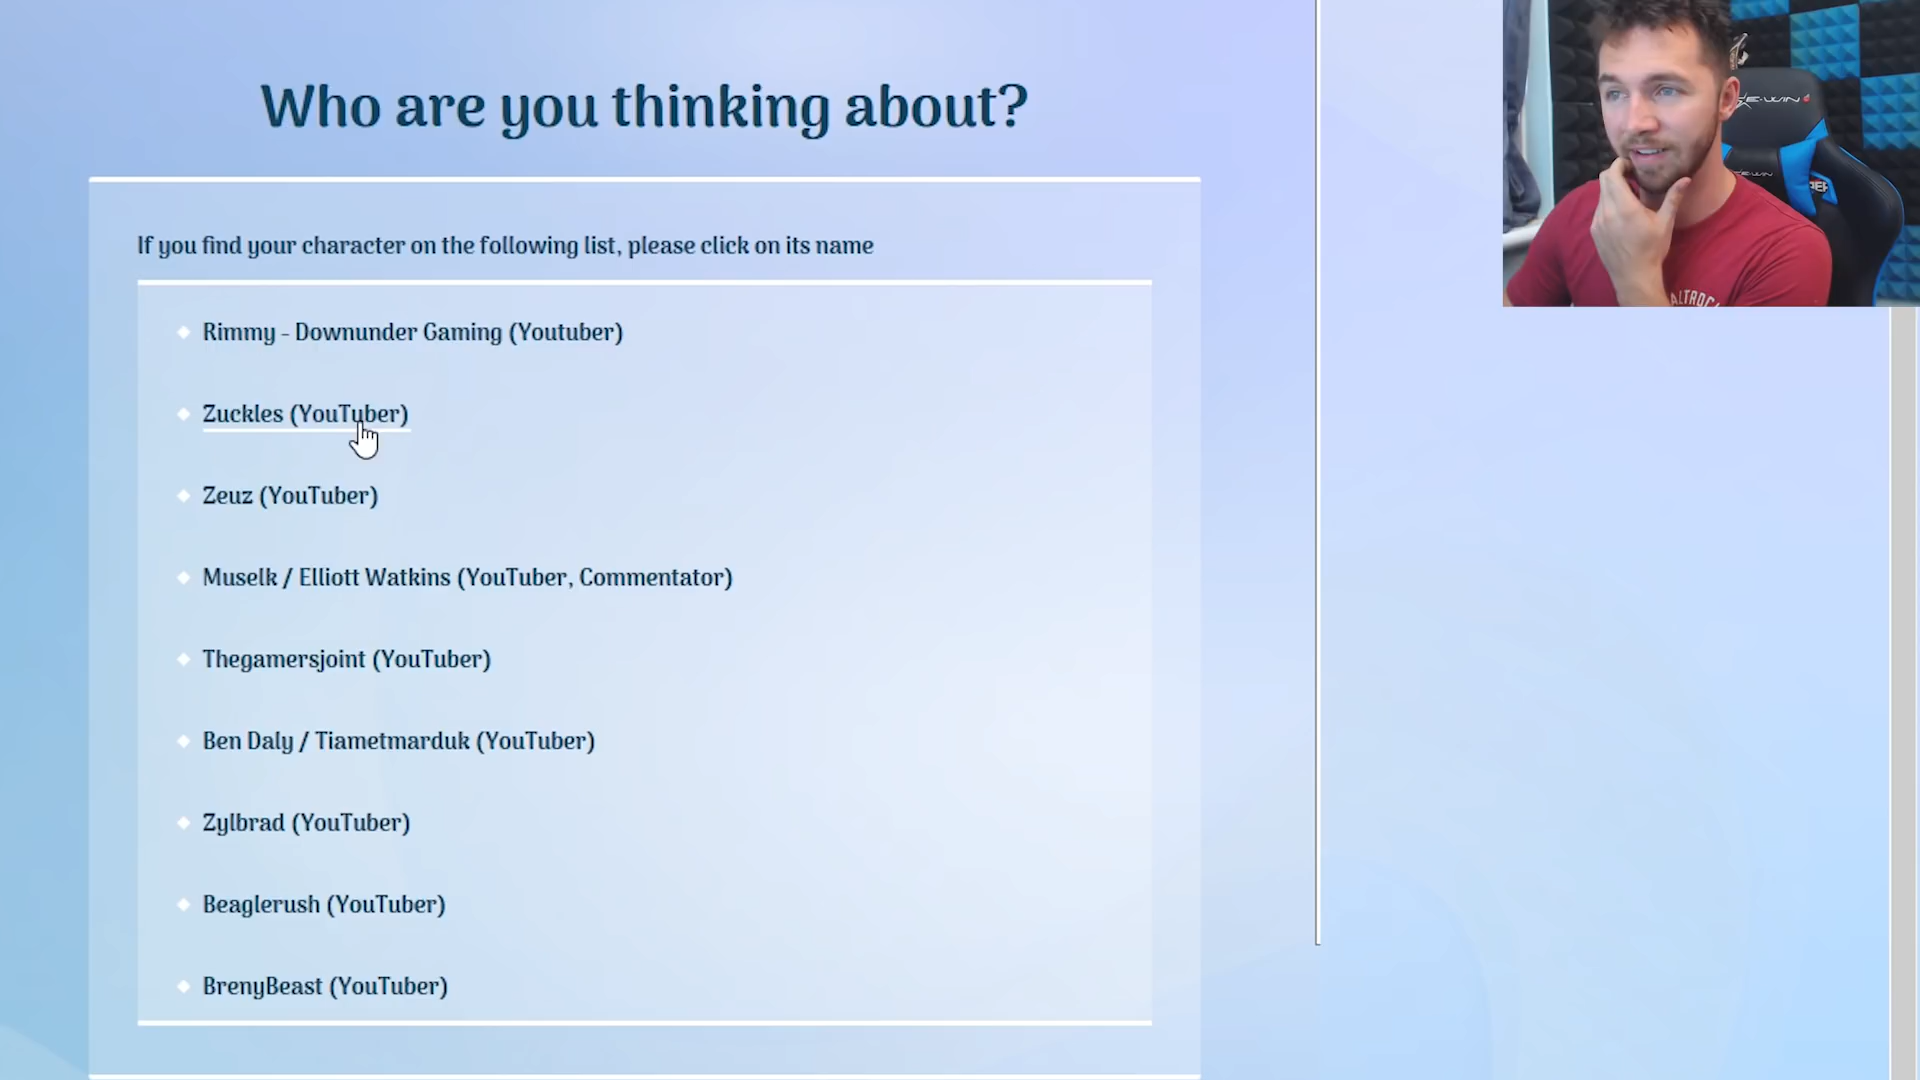 Who are you thinking about?
If you find your character on the following list, please click on its name
Rimmy - Downunder Gaming (Youtuber)
Zuckles (YouTuber)
Zeuz (YouTuber)
Muselk / Elliott Watkins (YouTuber, Commentator)
Thegamersjoint (YouTuber)
Ben Daly / Tiametmarduk (YouTuber)
Zylbrad (YouTuber)
Beaglerush (YouTuber)
BrenyBeast (YouTuber)
E-WIN